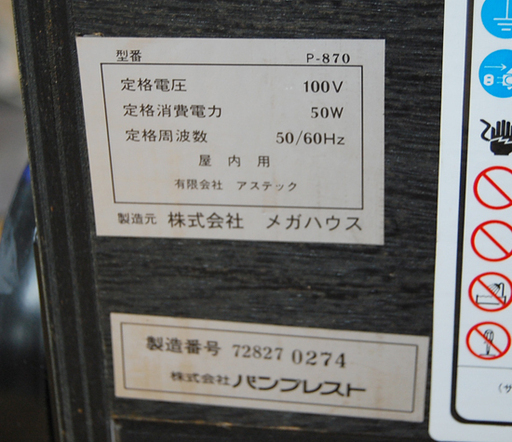 型番 P-870
定格電圧 100V
定格消費電力 50W
定格周波数 50/60Hz
屋内用
有限会社 アステック
製造元 株式会社 メガハウス
製造番号 72827 0274
株式会社バンプレスト